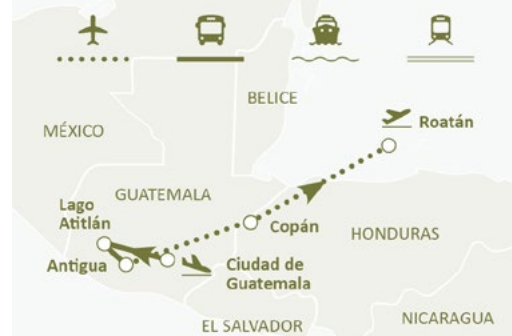 BELICE
MÉXICO
Roatán
GUATEMALA
Lago
Atitlán
Copán
HONDURAS
Antigua
Ciudad de
Guatemala
EL SALVADOR
NICARAGUA